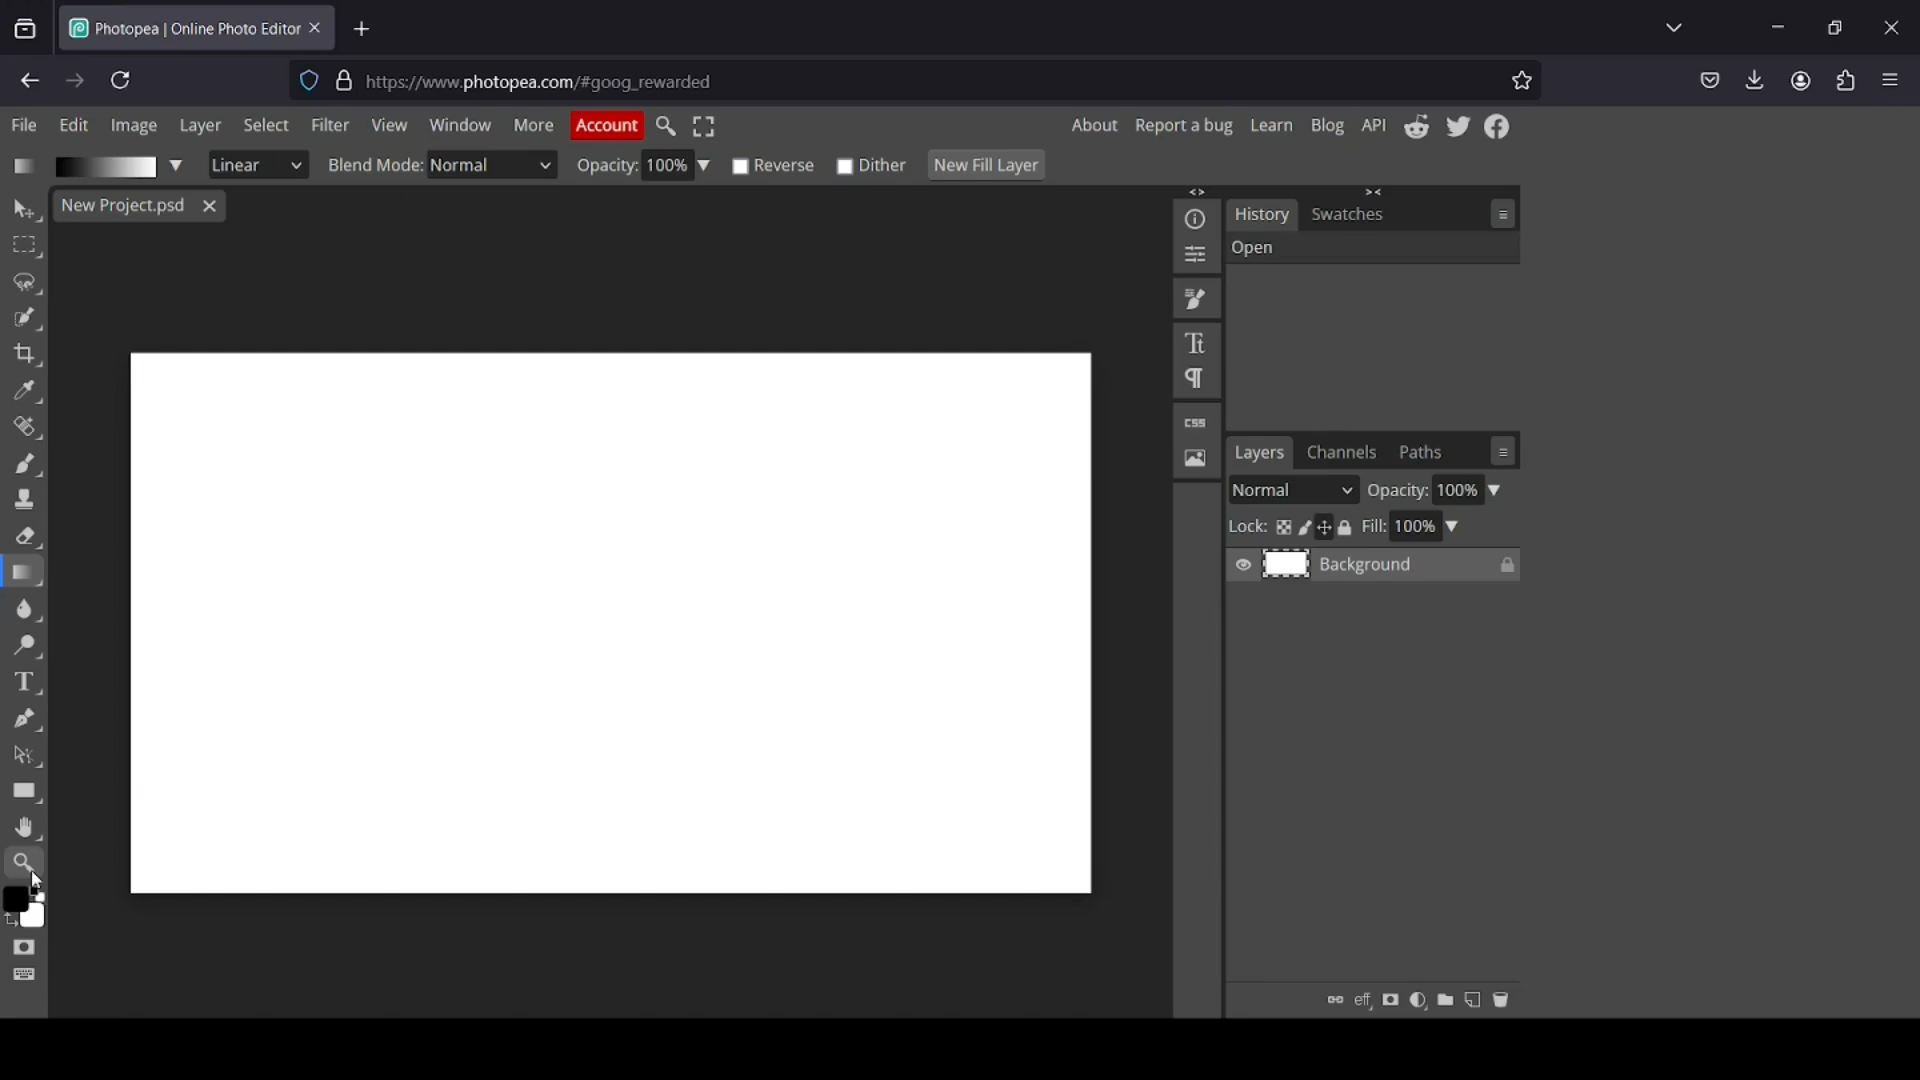 Photopea | Online Photo Editor
https://www.photopea.com/#goog_rewarded
File Edit Image Layer Select Filter View Window More Account About Report a bug Learn Blog API
Linear Blend Mode: Normal Opacity: 100% Reverse Dither New Fill Layer
New Project.psd
History Swatches
Open
CSS
Layers Channels Paths
Normal Opacity: 100%
Lock: Fill: 100%
Background
eff